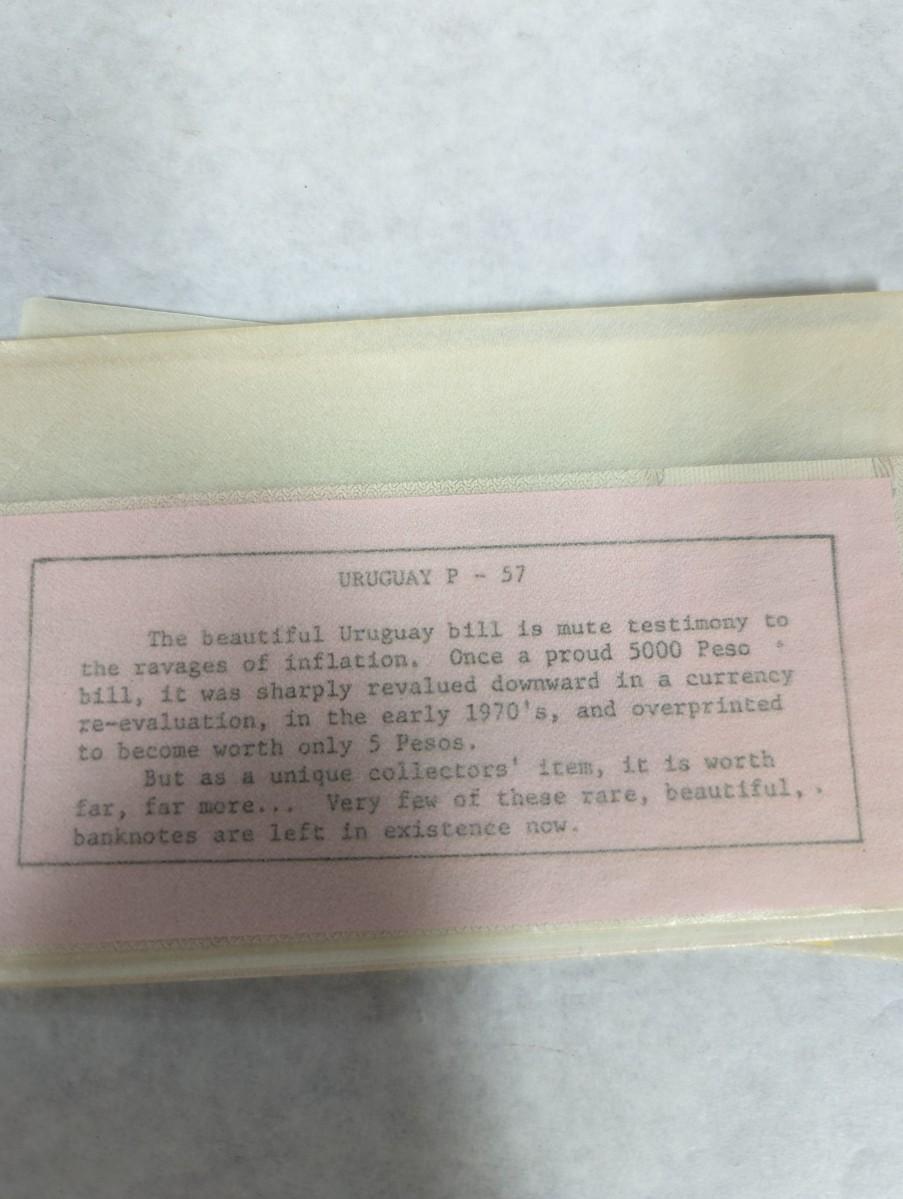 URUGUAY P - 57
The beautiful Uruguay bill is mute testimony to
the ravages of inflation. Once a proud 5000 Peso
bill, it was sharply revalued downward in a currency
re-evaluation, in the early 1970's, and overprinted
to become worth only 5 Pesos.
But as a unique collectors' item, it is worth
far, far more... Very few of these rare, beautiful,
banknotes are left in existence now.